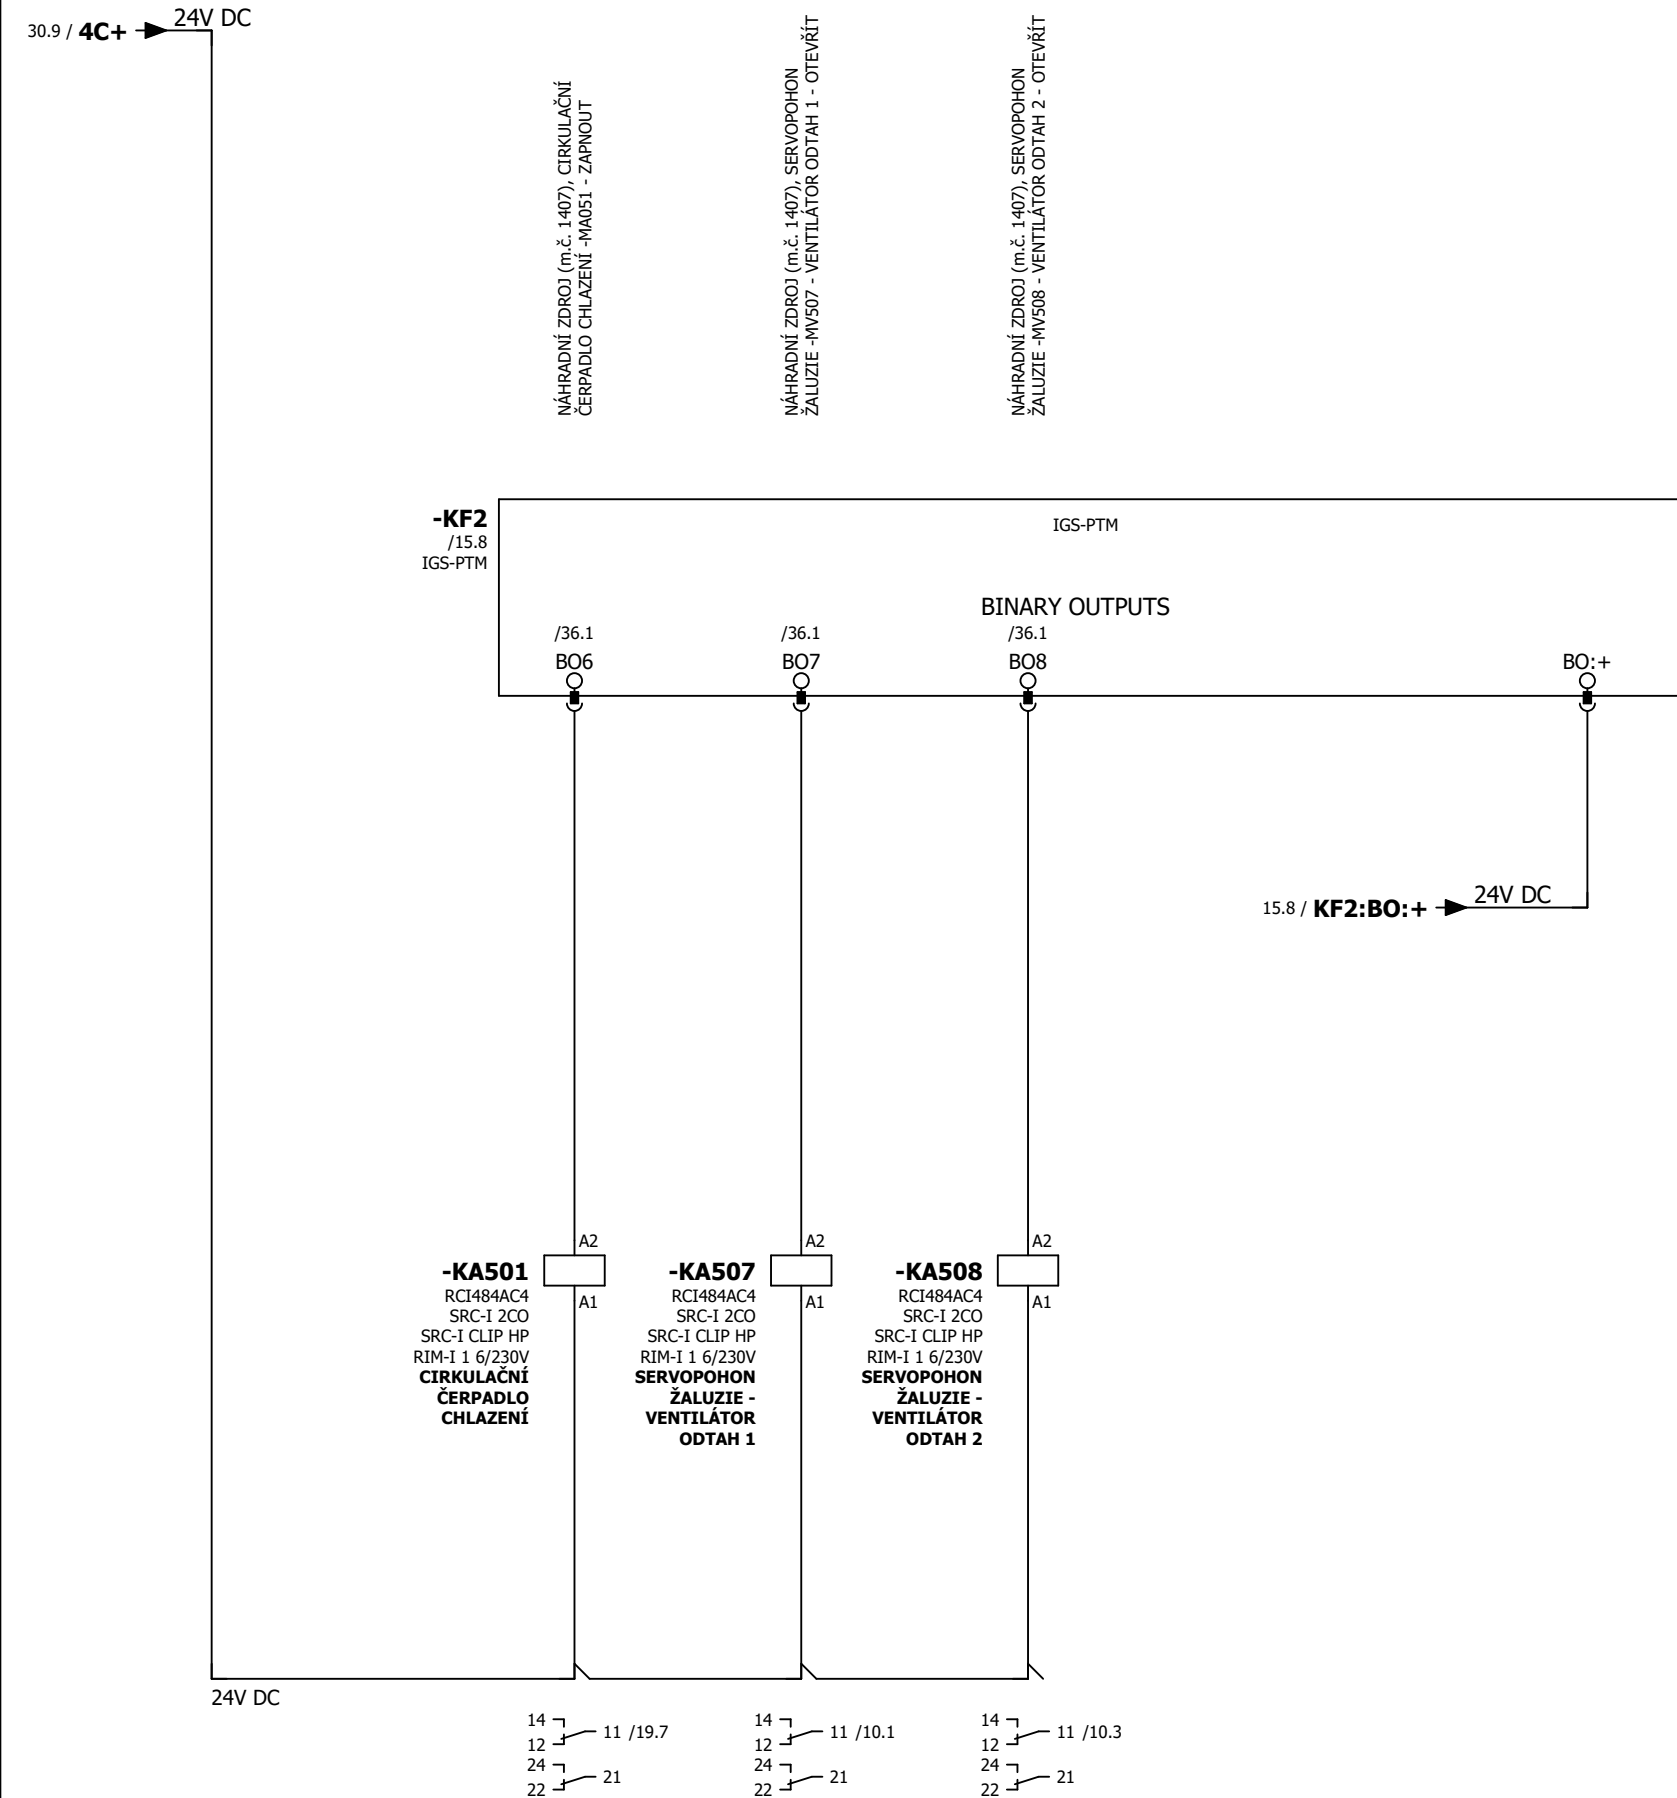 24V DC
30.9 / 4C+
NÁHRADNÍ ZDROJ (m.č. 1407), CIRKULAČNÍ
ČERPADLO CHLAZENÍ -MA051 - ZAPNOUT
NÁHRADNÍ ZDROJ (m.č. 1407), SERVOPOHON
ŽALUZIE -MV507 - VENTILÁTOR ODTAH 1 - OTEVŘÍT
NÁHRADNÍ ZDROJ (m.č. 1407), SERVOPOHON
ŽALUZIE -MV508 - VENTILÁTOR ODTAH 2 - OTEVŘÍT
-KF2
/15.8
IGS-PTM
IGS-PTM
BINARY OUTPUTS
/36.1
BO6
/36.1
BO7
/36.1
BO8
BO:+
24V DC
15.8 / KF2:BO:+
A2
-KA501
A1
RCI484AC4
SRC-I 2CO
SRC-I CLIP HP
RIM-I 1 6/230V
CIRKULAČNÍ
ČERPADLO
CHLAZENÍ
A2
-KA507
A1
RCI484AC4
SRC-I 2CO
SRC-I CLIP HP
RIM-I 1 6/230V
SERVOPOHON
ŽALUZIE -
VENTILÁTOR
ODTAH 1
A2
-KA508
A1
RCI484AC4
SRC-I 2CO
SRC-I CLIP HP
RIM-I 1 6/230V
SERVOPOHON
ŽALUZIE -
VENTILÁTOR
ODTAH 2
24V DC
14
11 /19.7
12
24
21
22
14
11 /10.1
12
24
21
22
14
11 /10.3
12
24
21
22